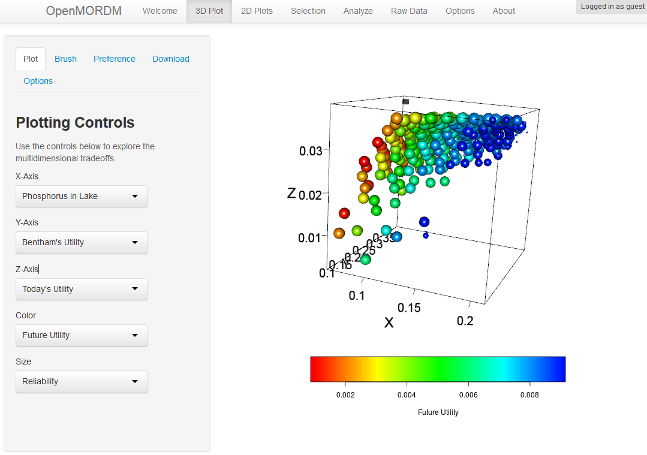 OpenMORDM Welcome 3D Plot 2D Plots Selection Analyze Raw Data Options About Logged in as guest
Plot Brush Preference Download
Options
Plotting Controls
Use the controls below to explore the
multidimensional tradeoffs
X-Axis
Phosphorus in Lake
Y-Axis
Bentham's Utility
Z-Axis
Today's Utility
Color
Future Utility
Size
Reliability
0.03
Z 0.02
0.01
0.35
0.3
0.25
0.2
0.15
0.1
0.1
0.15
0.2
X
0.002 0.004 0.006 0.008
Future Utility